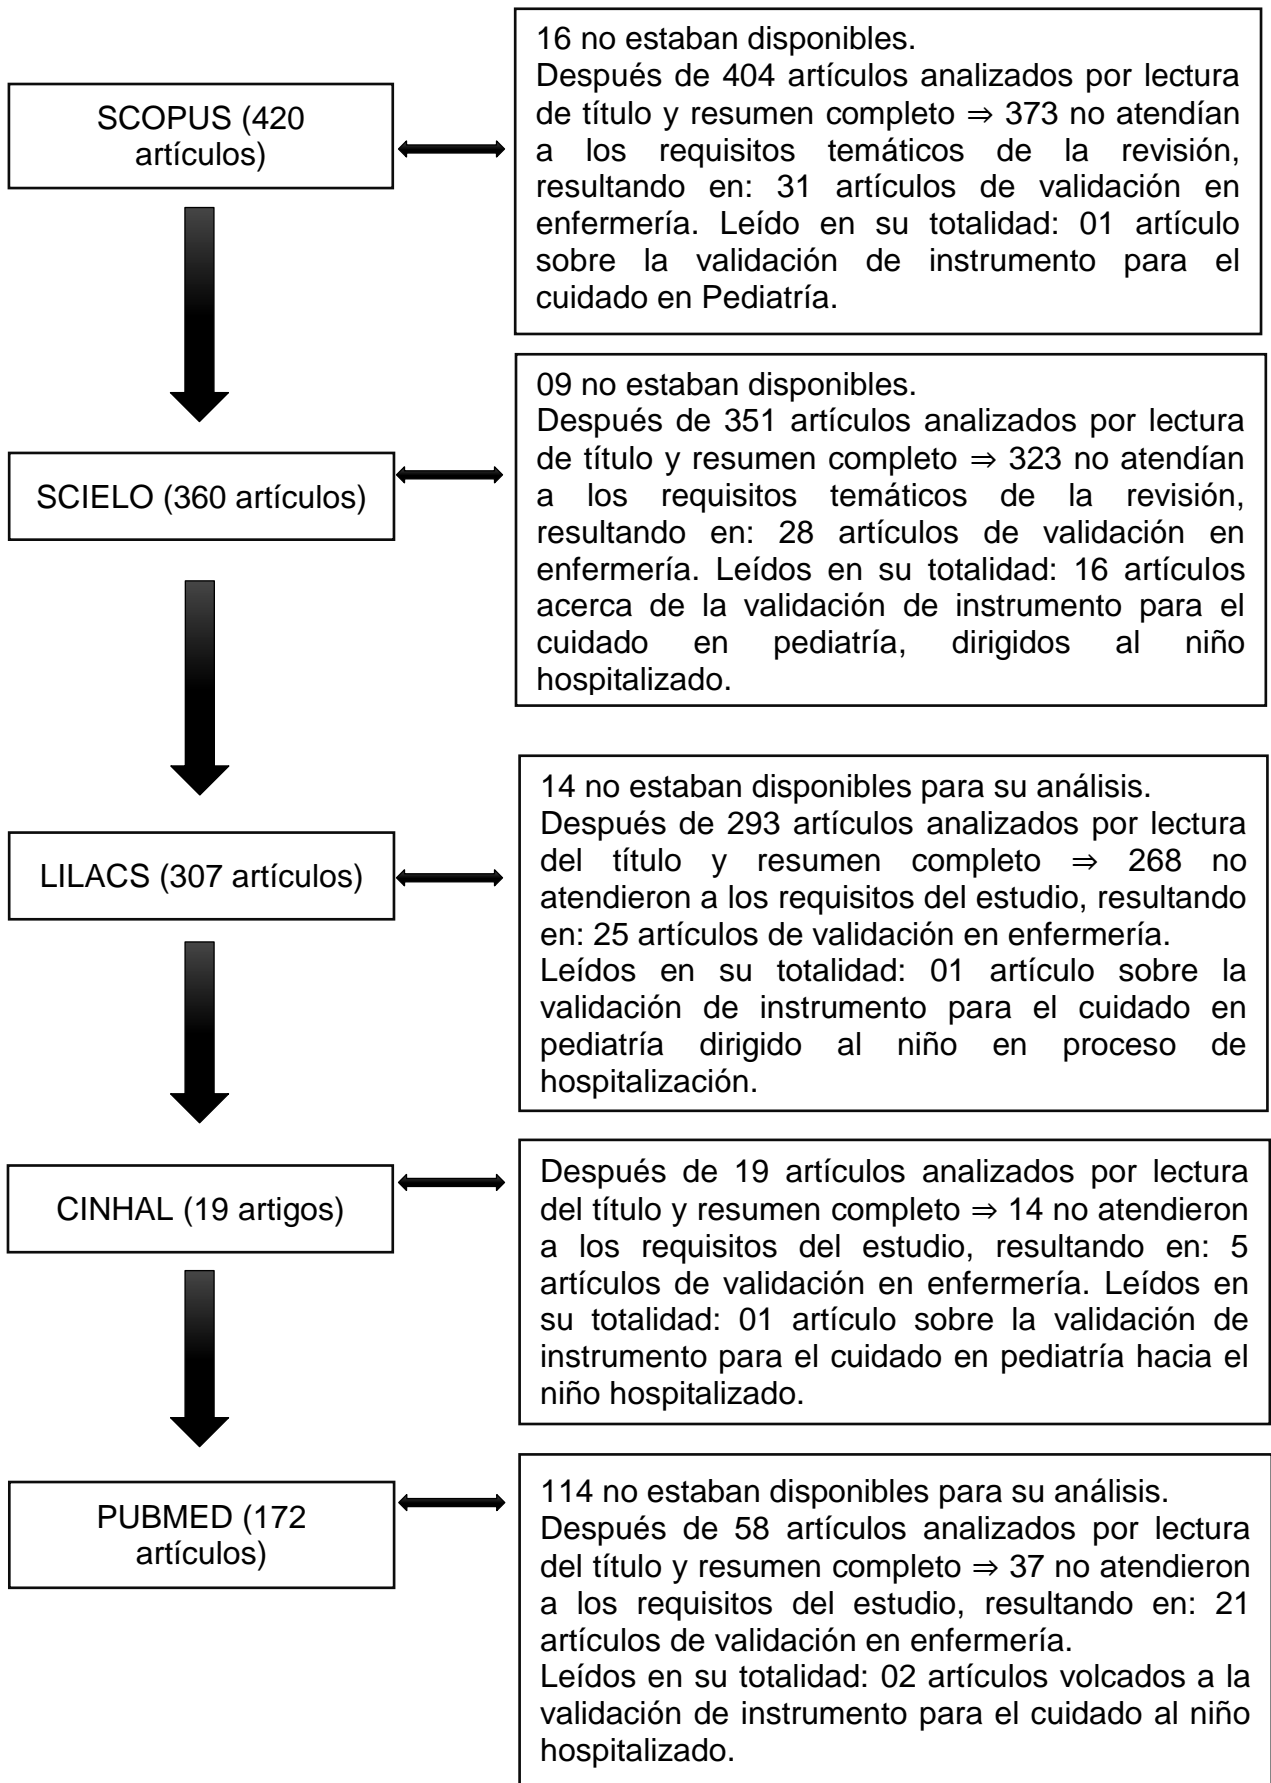 SCOPUS (420
artículos)
16 no estaban disponibles.
Después de 404 artículos analizados por lectura
de título y resumen completo ⇒ 373 no atendían
a los requisitos temáticos de la revisión,
resultando en: 31 artículos de validación en
enfermería. Leído en su totalidad: 01 artículo
sobre la validación de instrumento para el
cuidado en Pediatría.
SCIELO (360 artículos)
09 no estaban disponibles.
Después de 351 artículos analizados por lectura
de título y resumen completo ⇒ 323 no atendían
a los requisitos temáticos de la revisión,
resultando en: 28 artículos de validación en
enfermería. Leídos en su totalidad: 16 artículos
acerca de la validación de instrumento para el
cuidado en pediatría, dirigidos al niño
hospitalizado.
LILACS (307 artículos)
14 no estaban disponibles para su análisis.
Después de 293 artículos analizados por lectura
del título y resumen completo ⇒ 268 no
atendieron a los requisitos del estudio, resultando
en: 25 artículos de validación en enfermería.
Leídos en su totalidad: 01 artículo sobre la
validación de instrumento para el cuidado en
pediatría dirigido al niño en proceso de
hospitalización.
CINHAL (19 artigos)
Después de 19 artículos analizados por lectura
del título y resumen completo ⇒ 14 no atendieron
a los requisitos del estudio, resultando en: 5
artículos de validación en enfermería. Leídos en
su totalidad: 01 artículo sobre la validación de
instrumento para el cuidado en pediatría hacia el
niño hospitalizado.
PUBMED (172
artículos)
114 no estaban disponibles para su análisis.
Después de 58 artículos analizados por lectura
del título y resumen completo ⇒ 37 no atendieron
a los requisitos del estudio, resultando en: 21
artículos de validación en enfermería.
Leídos en su totalidad: 02 artículos volcados a la
validación de instrumento para el cuidado al niño
hospitalizado.